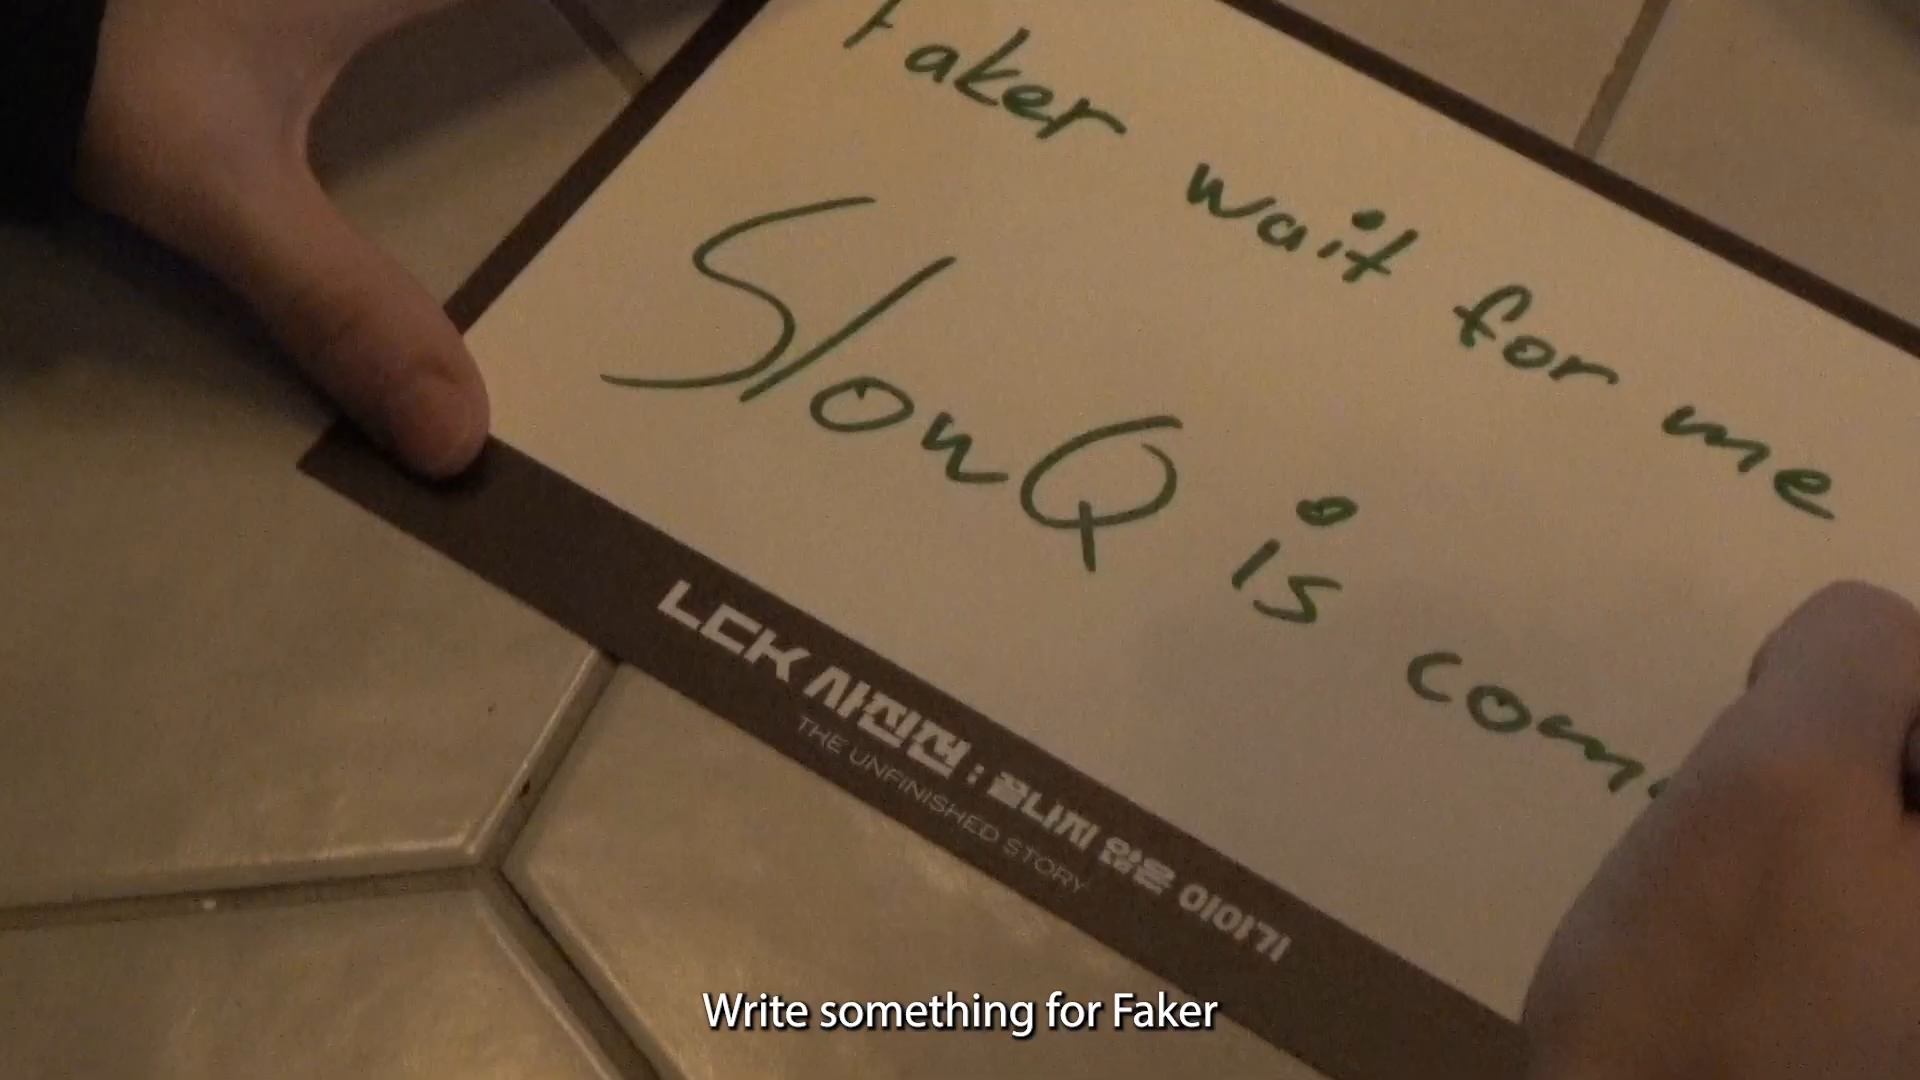 Faker wait for me
SlowQ is com
LCK 사진전 : 끝나지 않은 이야기
THE UNFINISHED STORY
Write something for Faker